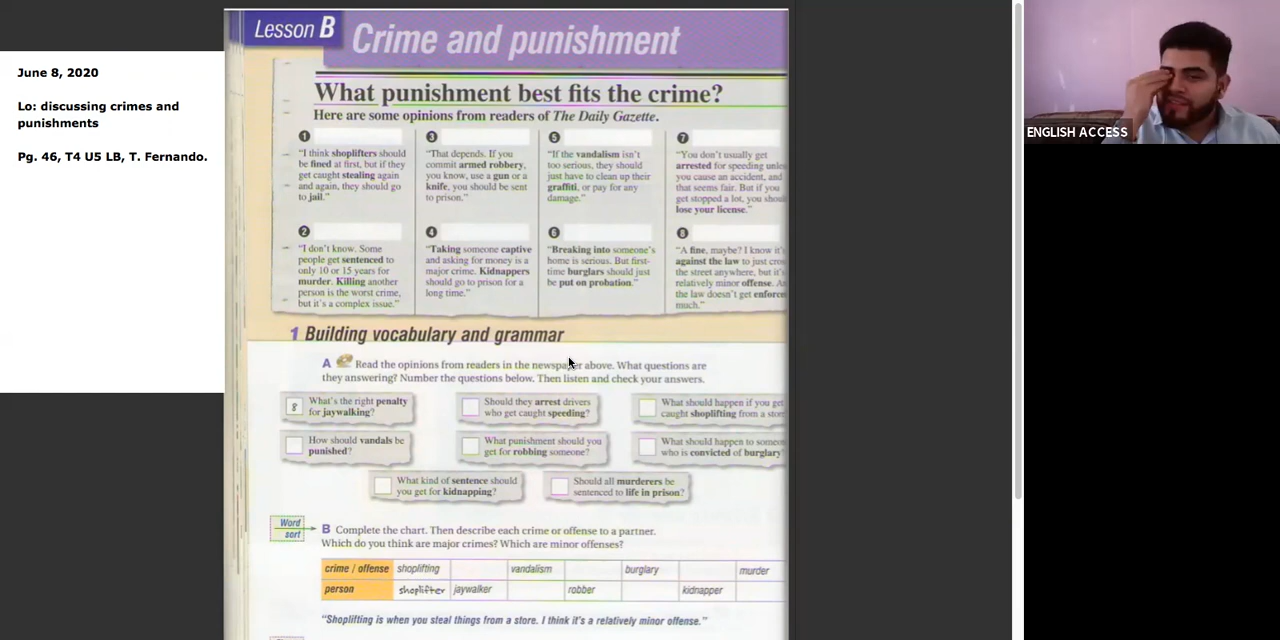 June 8, 2020
Lo: discussing crimes and
punishments
Pg. 46, T4 U5 LB, T. Fernando.
Lesson B
Crime and punishment
What punishment best fits the crime?
Here are some opinions from readers of The Daily Gazette.
1
"I think shoplifters should
be fined at first, but if they
get caught stealing again
and again, they should go
to jail."
2
"I don't know. Some
people get sentenced to
only 10 or 15 years for
murder. Killing another
person is the worst crime,
but it's a complex issue."
3
"That depends. If you
commit armed robbery,
you know, use a gun or a
knife, you should be sent
to prison."
4
"Taking someone captive
and asking for money is a
major crime. Kidnappers
should go to prison for a
long time."
5
"If the vandalism isn't
too serious, they should
just have to clean up their
graffiti, or pay for any
damage."
6
"Breaking into someone's
home is serious. But first-
time burglars should just
be put on probation."
7
"You don't usually get
arrested for speeding
you cause an accident, and
that seems fair. But if you
get stopped a lot, you
lose your license."
8
"A fine, maybe? I know it's
against the law to just
the street anywhere, but it's
relatively minor offense.
the law doesn't get
much."
1 Building vocabulary and grammar
A Read the opinions from readers in the newspaper above. What questions are
they answering? Number the questions below. Then listen and check your answers.
8 What's the right penalty
for jaywalking?
Should they arrest drivers
who get caught speeding?
What should happen if you get
caught shoplifting from a
How should vandals be
punished?
What punishment should you
get for robbing someone?
What should happen to
who is convicted of burglary
What kind of sentence should
you get for kidnapping?
Should all murderers be
sentenced to life in prison?
Word
sort
B Complete the chart. Then describe each crime or offense to a partner.
Which do you think are major crimes? Which are minor offenses?
crime / offense shoplifting vandalism burglary murder
person shoplifter jaywalker robber kidnapper
"Shoplifting is when you steal things from a store. I think it's a relatively minor offense."
ENGLISH ACCESS